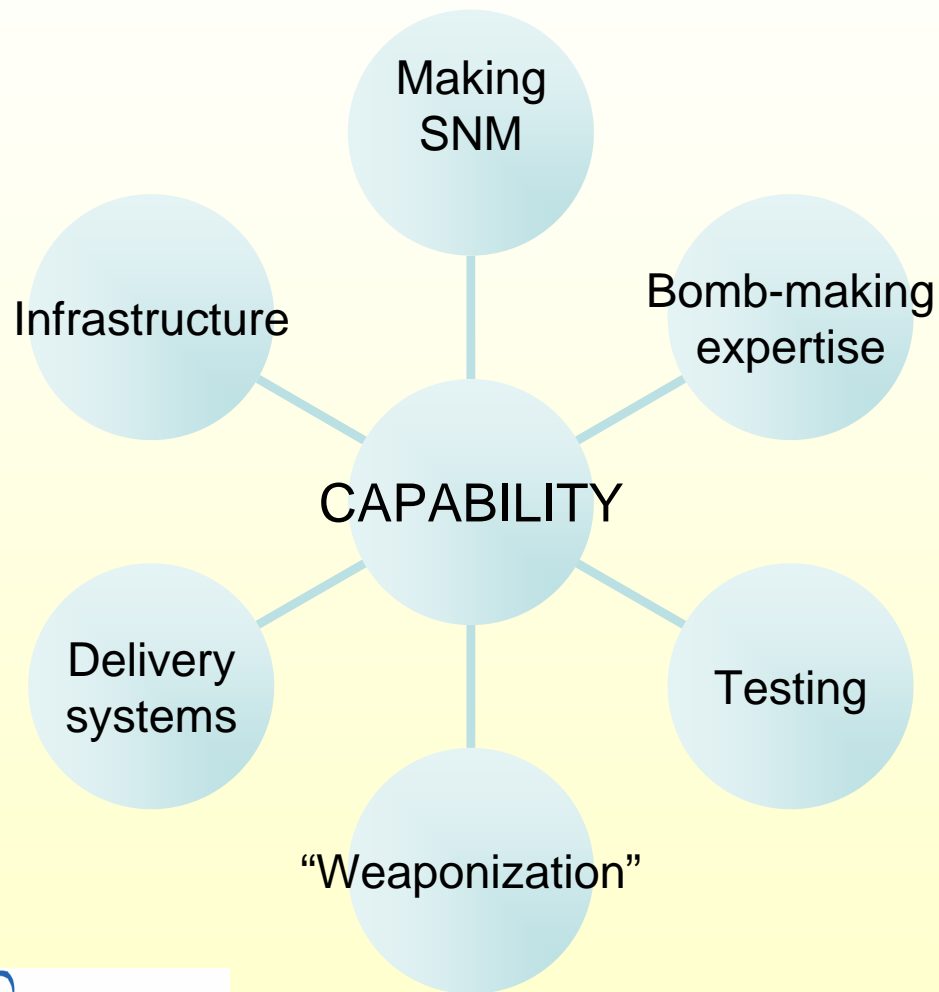 Making
SNM
Bomb-making
expertise
Infrastructure
CAPABILITY
Delivery
systems
Testing
“Weaponization”